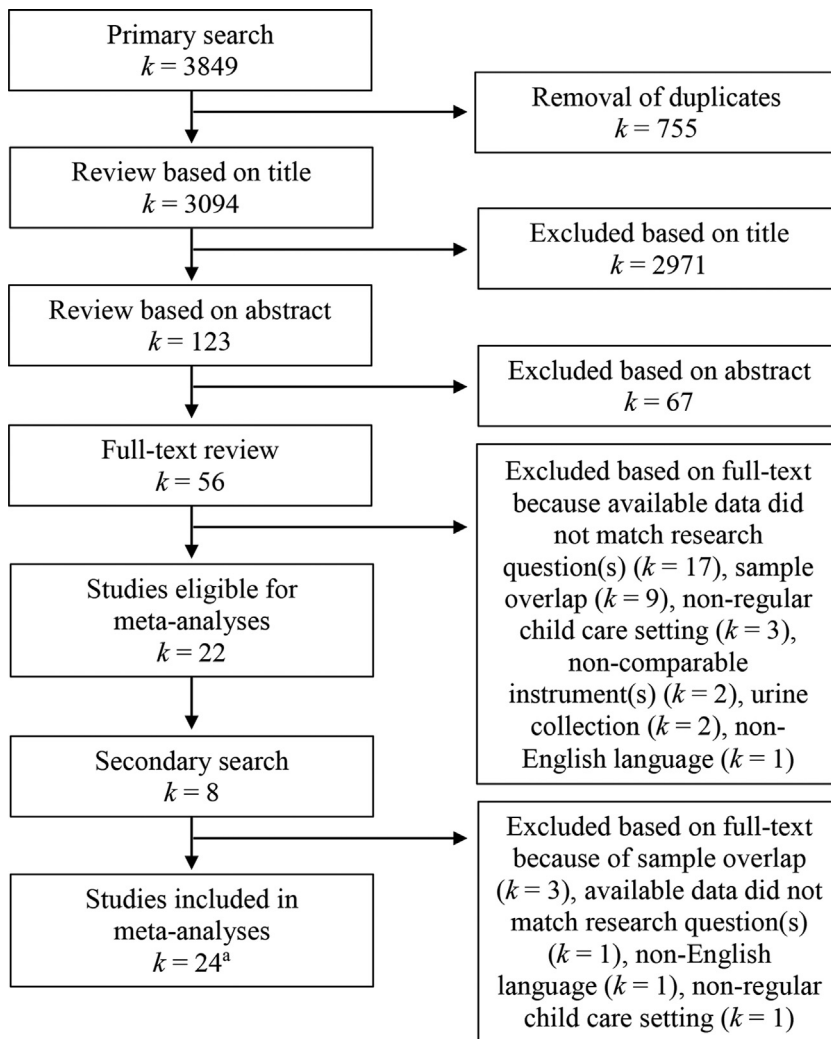 Primary search
k = 3849
Removal of duplicates
k = 755
Review based on title
k = 3094
Excluded based on title
k = 2971
Review based on abstract
k = 123
Excluded based on abstract
k = 67
Full-text review
k = 56
Excluded based on full-text
because available data did
not match research
question(s) (k = 17), sample
overlap (k = 9), non-regular
child care setting (k = 3),
non-comparable
instrument(s) (k = 2), urine
collection (k = 2), non-
English language (k = 1)
Studies eligible for
meta-analyses
k = 22
Secondary search
k = 8
Excluded based on full-text
because of sample overlap
(k = 3), available data did not
match research question(s)
(k = 1), non-English
language (k = 1), non-regular
child care setting (k = 1)
Studies included in
meta-analyses
k = 24ᵃ